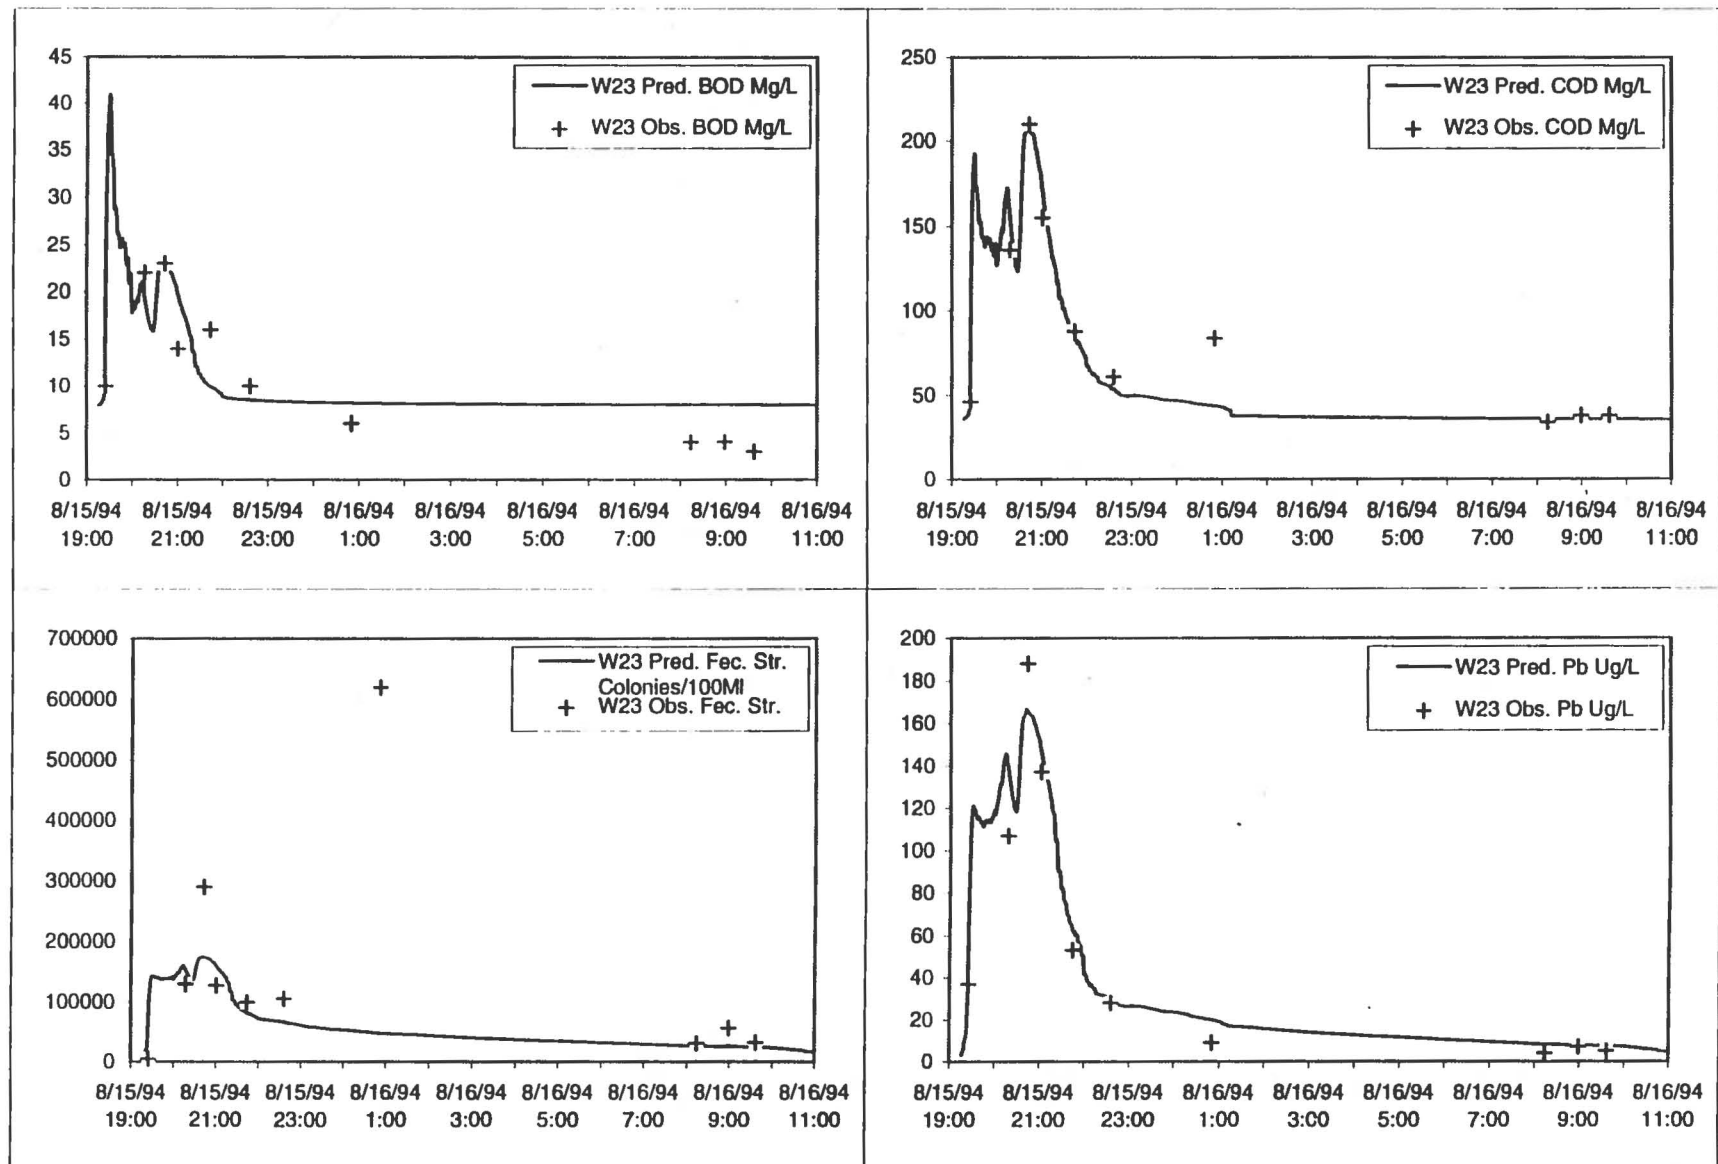 45
40
35
30
25
20
15
10
5
0
W23 Pred. BOD Mg/L
W23 Obs. BOD Mg/L
8/15/94 8/15/94 8/15/94 8/16/94 8/16/94 8/16/94 8/16/94 8/16/94 8/16/94
19:00 21:00 23:00 1:00 3:00 5:00 7:00 9:00 11:00
250
200
150
100
50
0
W23 Pred. COD Mg/L
W23 Obs. COD Mg/L
8/15/94 8/15/94 8/15/94 8/16/94 8/16/94 8/16/94 8/16/94 8/16/94 8/16/94
19:00 21:00 23:00 1:00 3:00 5:00 7:00 9:00 11:00
700000
600000
500000
400000
300000
200000
100000
0
W23 Pred. Fec. Str.
Colonies/100Ml
W23 Obs. Fec. Str.
8/15/94 8/15/94 8/15/94 8/16/94 8/16/94 8/16/94 8/16/94 8/16/94 8/16/94
19:00 21:00 23:00 1:00 3:00 5:00 7:00 9:00 11:00
200
180
160
140
120
100
80
60
40
20
0
W23 Pred. Pb Ug/L
W23 Obs. Pb Ug/L
8/15/94 8/15/94 8/15/94 8/16/94 8/16/94 8/16/94 8/16/94 8/16/94 8/16/94
19:00 21:00 23:00 1:00 3:00 5:00 7:00 9:00 11:00